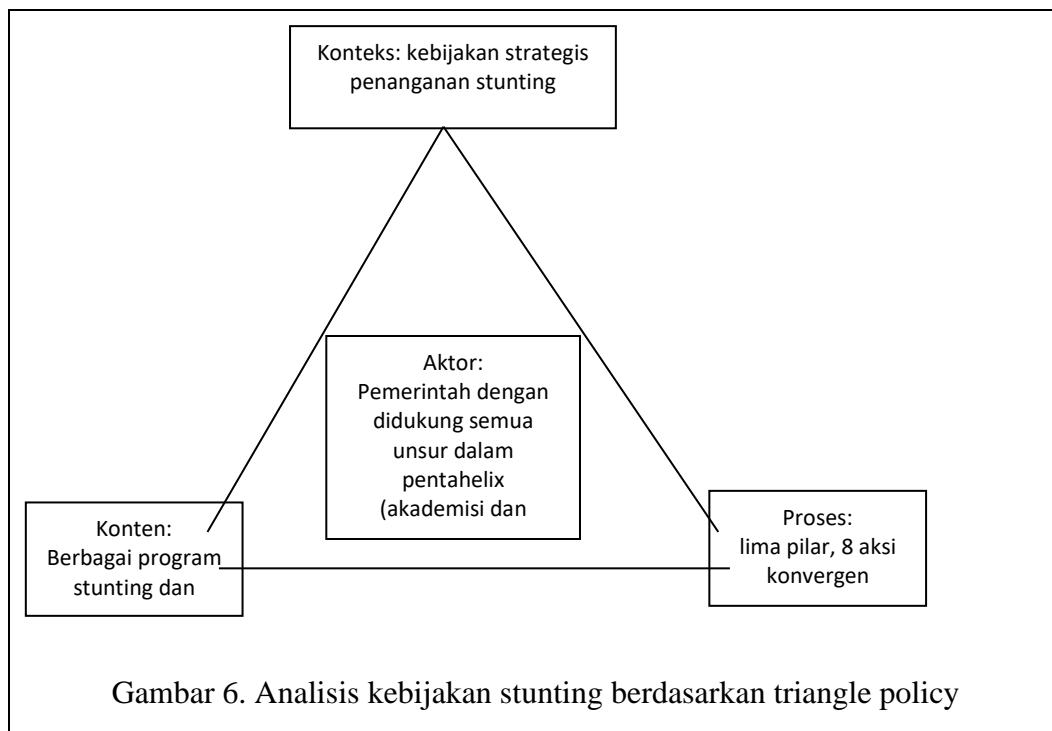 Konteks: kebijakan strategis
penanganan stunting
Aktor:
Pemerintah dengan
didukung semua
unsur dalam
pentahelix
(akademisi dan
Konten:
Berbagai program
stunting dan
Proses:
lima pilar, 8 aksi
konvergen
Gambar 6. Analisis kebijakan stunting berdasarkan triangle policy